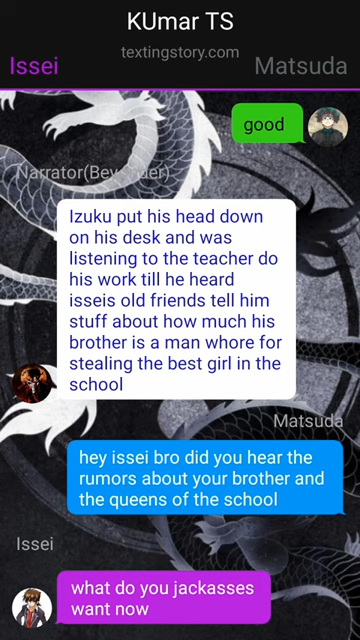 KUmar TS
textingstory.com
Issei
Matsuda
good
Narrator(Beyonder)
Izuku put his head down
on his desk and was
listening to the teacher do
his work till he heard
isseis old friends tell him
stuff about how much his
brother is a man whore for
stealing the best girl in the
school
Matsuda
hey issei bro did you hear the
rumors about your brother and
the queens of the school
Issei
what do you jackasses
want now